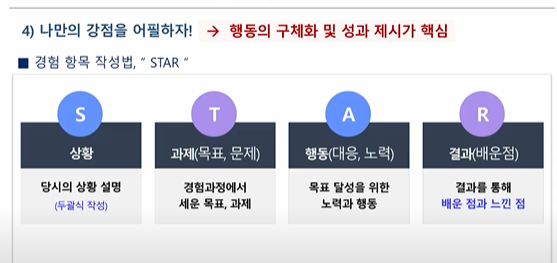 4) 나만의 강점을 어필하자! → 행동의 구체화 및 성과 제시가 핵심
■ 경험 항목 작성법, “ STAR “
S T A R
상황 과제(목표, 문제) 행동(대응, 노력) 결과(배운점)
당시의 상황 설명
(두괄식 작성)
경험과정에서
세운 목표, 과제
목표 달성을 위한
노력과 행동
결과를 통해
배운 점과 느낀 점